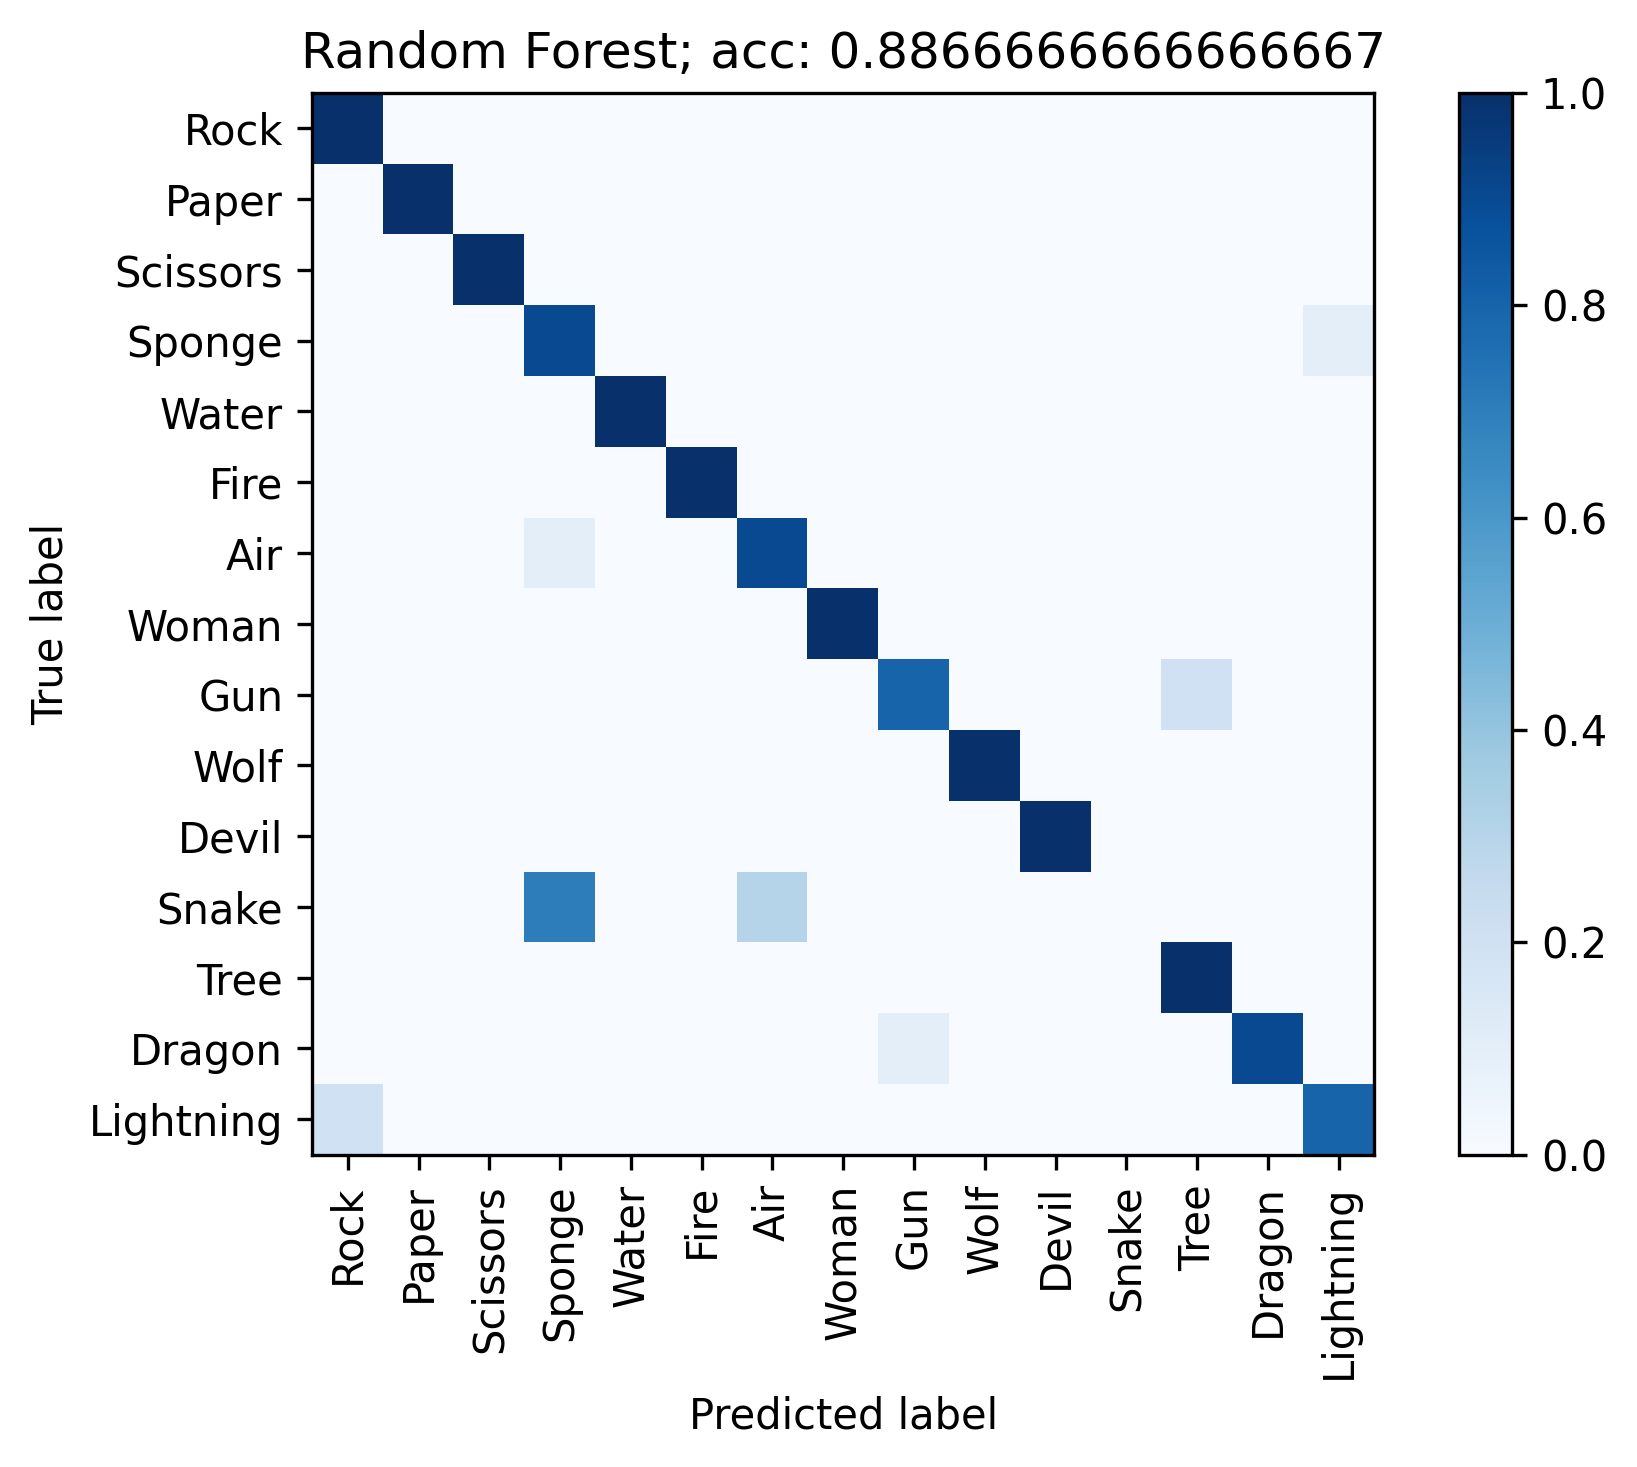 Random Forest; acc: 0.8866666666666667
True label
Rock
Paper
Scissors
Sponge
Water
Fire
Air
Woman
Gun
Wolf
Devil
Snake
Tree
Dragon
Lightning
Rock
Paper
Scissors
Sponge
Water
Fire
Air
Woman
Gun
Wolf
Devil
Snake
Tree
Dragon
Lightning
Predicted label
1.0
0.8
0.6
0.4
0.2
0.0